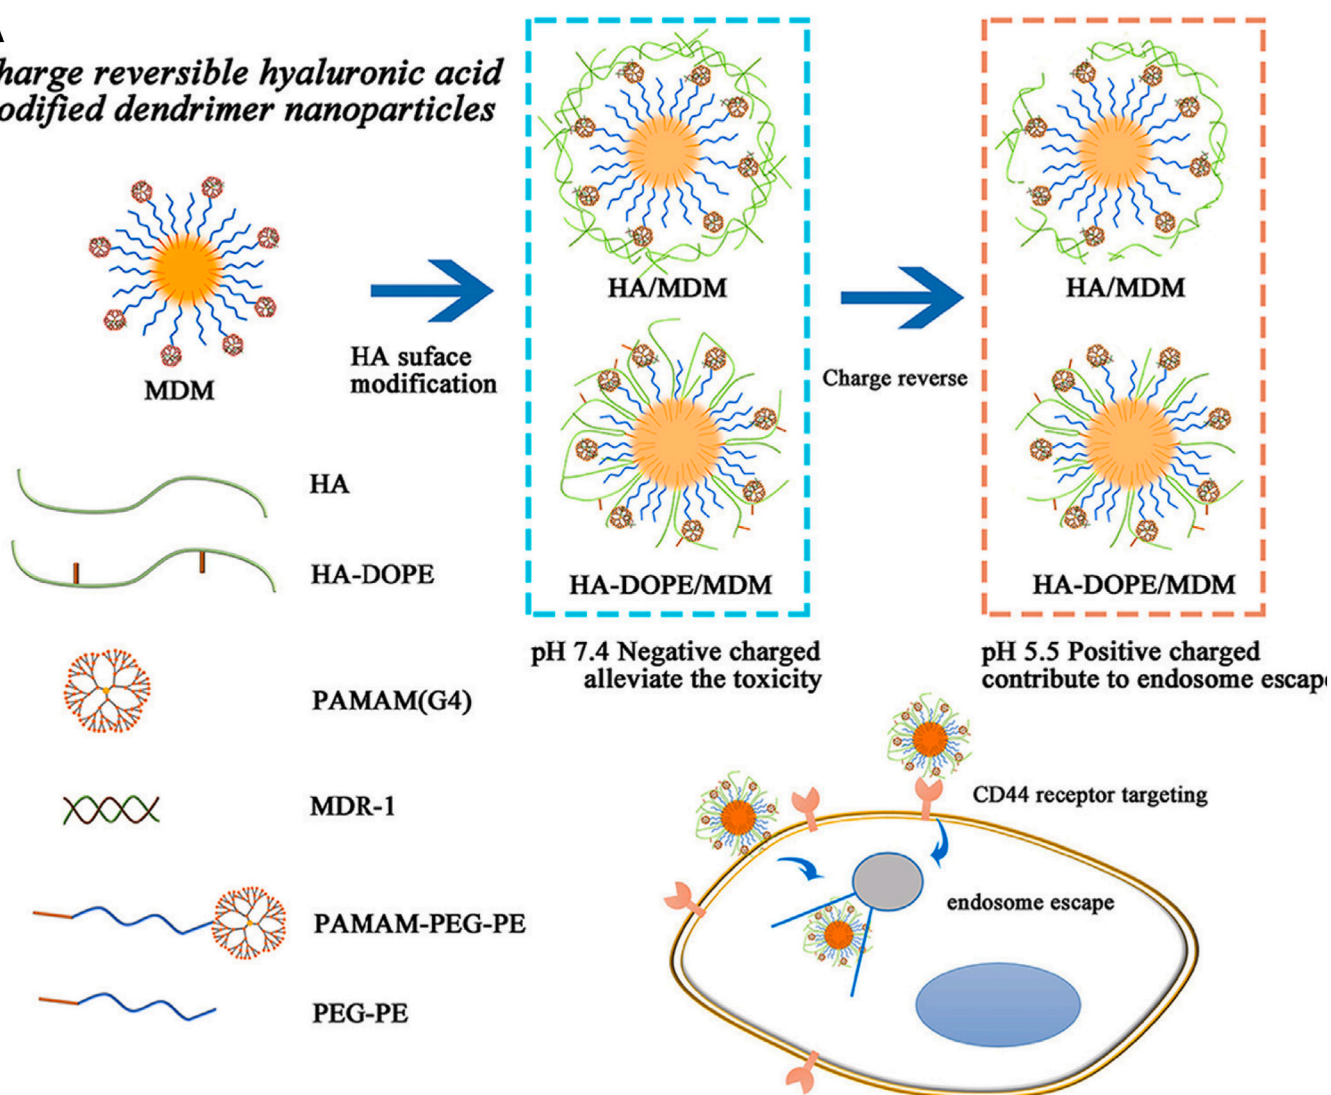 A
harge reversible hyaluronic acid
odified dendrimer nanoparticles
MDM
HA suface
modification
HA/MDM
HA-DOPE/MDM
Charge reverse
HA/MDM
HA-DOPE/MDM
pH 7.4 Negative charged
alleviate the toxicity
pH 5.5 Positive charged
contribute to endosome escape
HA
HA-DOPE
PAMAM(G4)
MDR-1
PAMAM-PEG-PE
PEG-PE
CD44 receptor targeting
endosome escape